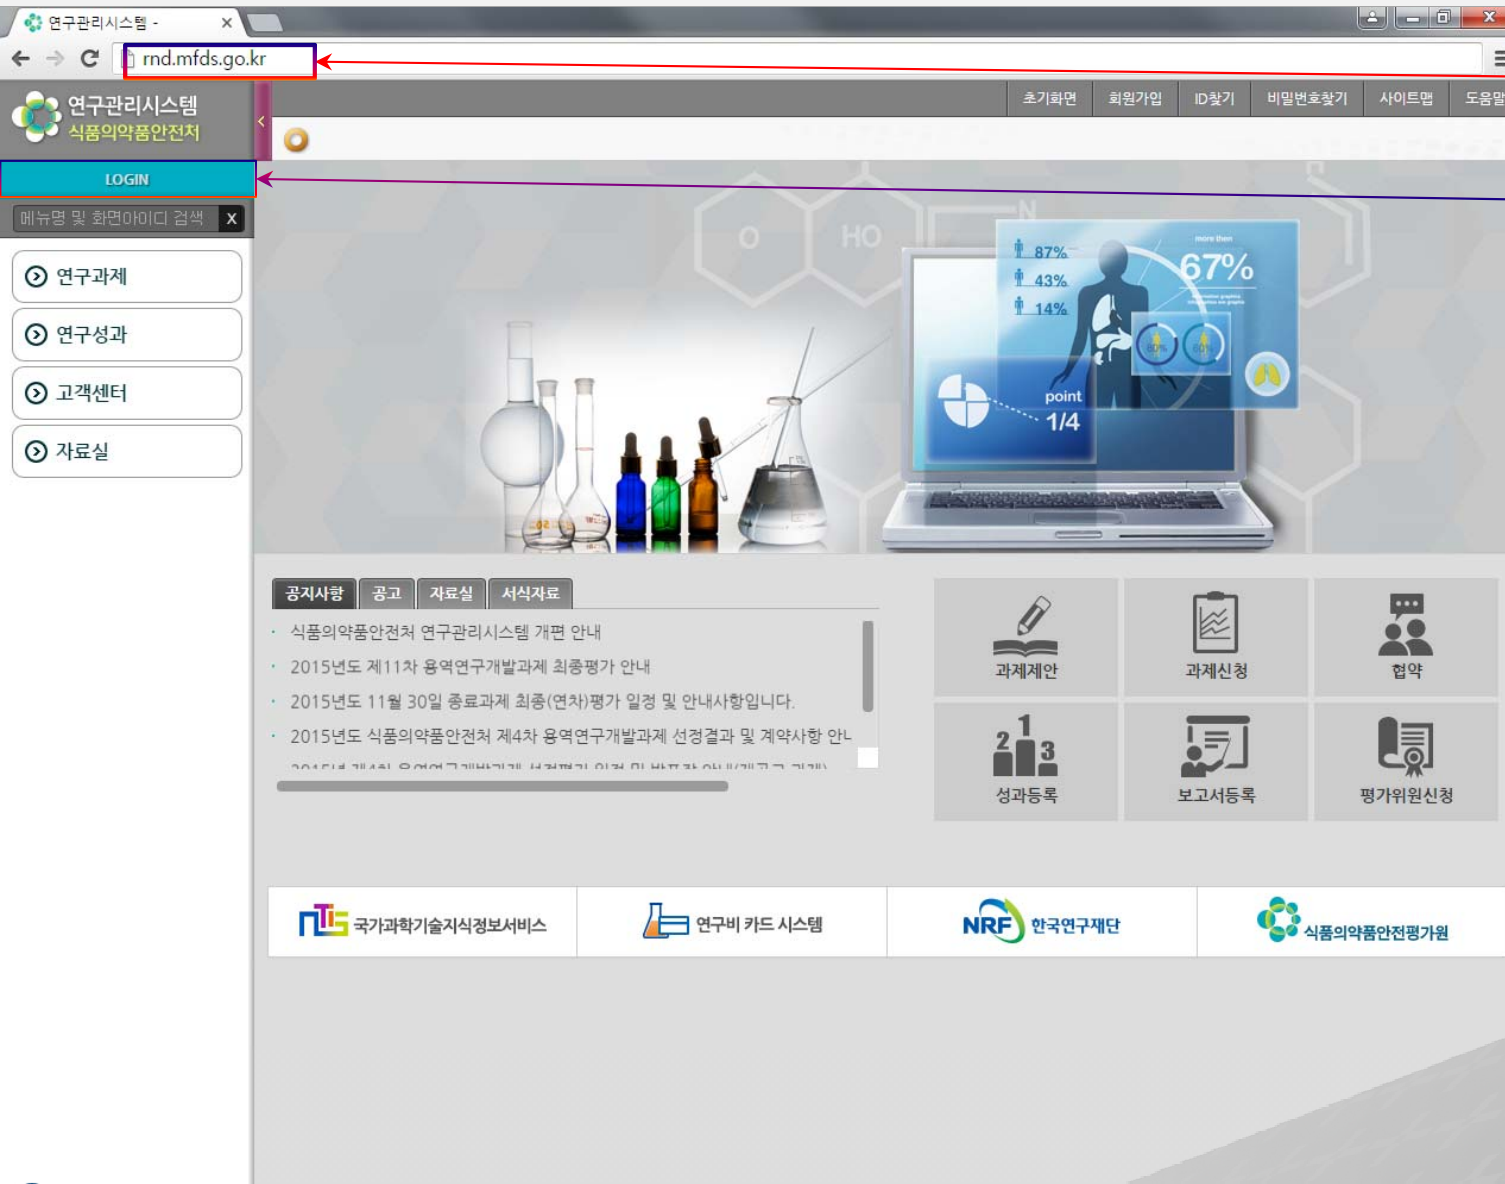 연구관리시스템 -
rnd.mfds.go.kr
연구관리시스템
식품의약품안전처
초기화면 회원가입 ID찾기 비밀번호찾기 사이트맵 도움말
LOGIN
메뉴명 및 화면아이디 검색 X
연구과제
연구성과
고객센터
자료실
O HO N
87%
43%
14%
more then
67%
80% 60%
point
1/4
공지사항 공고 자료실 서식자료
식품의약품안전처 연구관리시스템 개편 안내
2015년도 제11차 용역연구개발과제 최종평가 안내
2015년도 11월 30일 종료과제 최종(연차)평가 일정 및 안내사항입니다.
2015년도 식품의약품안전처 제4차 용역연구개발과제 선정결과 및 계약사항
과제제안 과제신청 협약
2 1 3
성과등록 보고서등록 평가위원신청
NTIS 국가과학기술지식정보서비스
연구비 카드 시스템
NRF 한국연구재단
식품의약품안전평가원